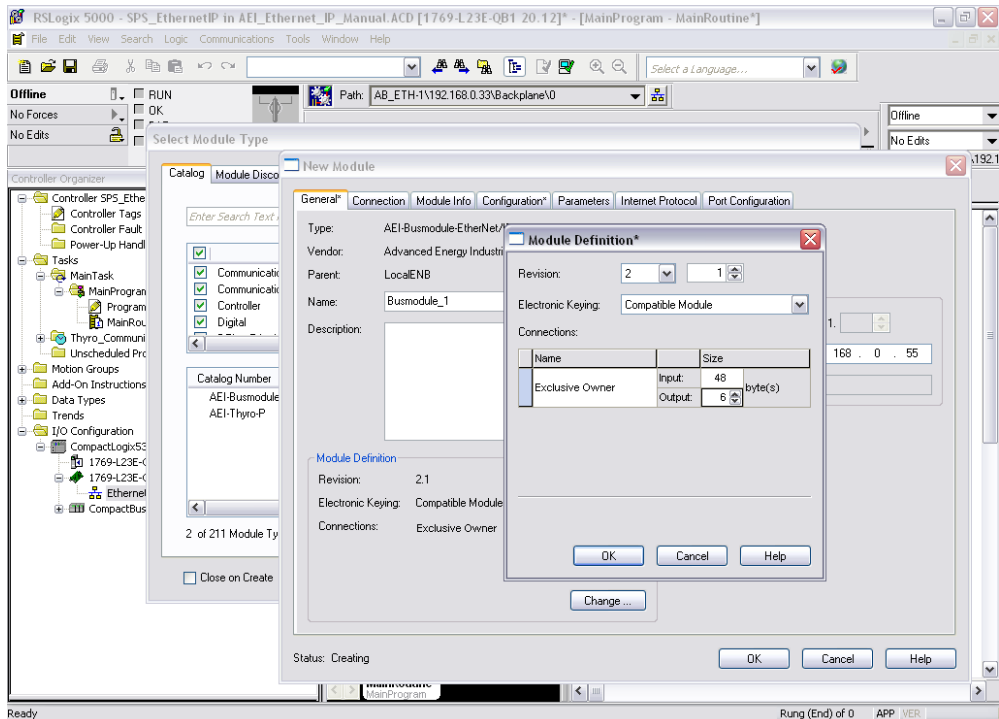 RSLogix 5000 - SPS_EthernetIP in AEI_Ethernet_IP_Manual.ACD [1769-L23E-QB1 20.12]* - [MainProgram - MainRoutine*]
File Edit View Search Logic Communications Tools Window Help
Select a Language...
Offline
RUN
Path: AB_ETH-1\192.168.0.33\Backplane\0
No Forces
OK
Offline
No Edits
No Edits
Select Module Type
\192.1
Controller Organizer
Controller SPS_Ethe
Controller Tags
Controller Fault
Power-Up Handl
Tasks
MainTask
MainProgran
Program
MainRou
Thyro_Communi
Unscheduled Pro
Motion Groups
Add-On Instructions
Data Types
Trends
I/O Configuration
CompactLogix53
1769-L23E-Q
1769-L23E-Q
Ethernet
CompactBus
Catalog Module Disco
Enter Search Text
Communicatio
Communicatio
Controller
Digital
Catalog Number
AEI-Busmodule
AEI-Thyro-P
2 of 211 Module Ty
Close on Create
New Module
General* Connection Module Info Configuration* Parameters Internet Protocol Port Configuration
Type: AEI-Busmodule-EtherNet/
Vendor: Advanced Energy Industri
Parent: LocalENB
Name: Busmodule_1
Description:
1.
168 . 0 . 55
Module Definition
Revision: 2.1
Electronic Keying: Compatible Module
Connections: Exclusive Owner
Change ...
Status: Creating
OK Cancel Help
Module Definition*
Revision: 2 1
Electronic Keying: Compatible Module
Connections:
Name Size
Exclusive Owner Input: 48 byte(s)
Output: 6
OK Cancel Help
MainRoutine
MainProgram
Ready
Rung (End) of 0 APP VER